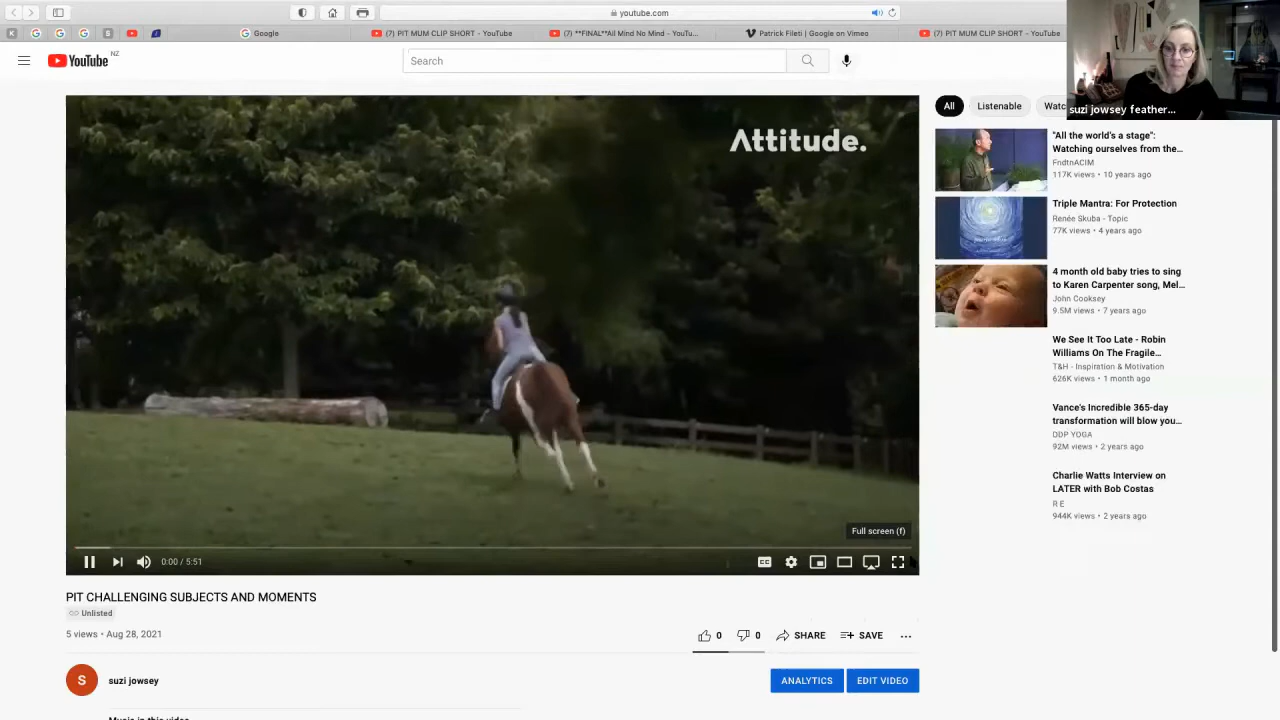 youtube.com
K
G
G
G
S
Google
(7) PIT MUM CLIP SHORT - YouTube
(7) **FINAL**All Mind No Mind - YouTu...
Patrick Fileti | Google on Vimeo
(7) PIT MUM CLIP SHORT - YouTube
YouTube NZ
Search
suzi jowsey feather...
Attitude.
Full screen (f)
0:00 / 5:51
CC
PIT CHALLENGING SUBJECTS AND MOMENTS
Unlisted
5 views • Aug 28, 2021
0
0
SHARE
SAVE
S
suzi jowsey
ANALYTICS
EDIT VIDEO
All
Listenable
Watc
"All the world's a stage":
Watching ourselves from the...
FndtnACIM
117K views • 10 years ago
Triple Mantra: For Protection
Renée Skuba - Topic
77K views • 4 years ago
4 month old baby tries to sing
to Karen Carpenter song, Mel...
John Cooksey
9.5M views • 7 years ago
We See It Too Late - Robin
Williams On The Fragile...
T&H - Inspiration & Motivation
626K views • 1 month ago
Vance's Incredible 365-day
transformation will blow you...
DDP YOGA
92M views • 2 years ago
Charlie Watts Interview on
LATER with Bob Costas
R E
944K views • 2 years ago